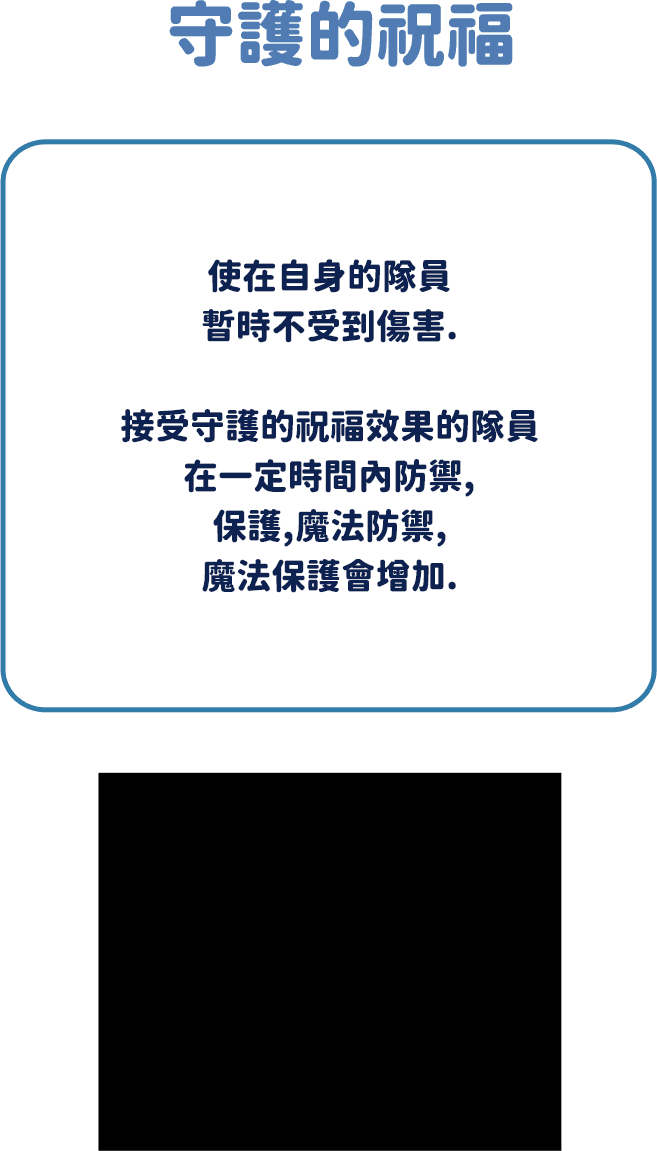 守護的祝福
使在自身的隊員
暫時不受到傷害.
接受守護的祝福效果的隊員
在一定時間內防禦,
保護,魔法防禦,
魔法保護會增加.